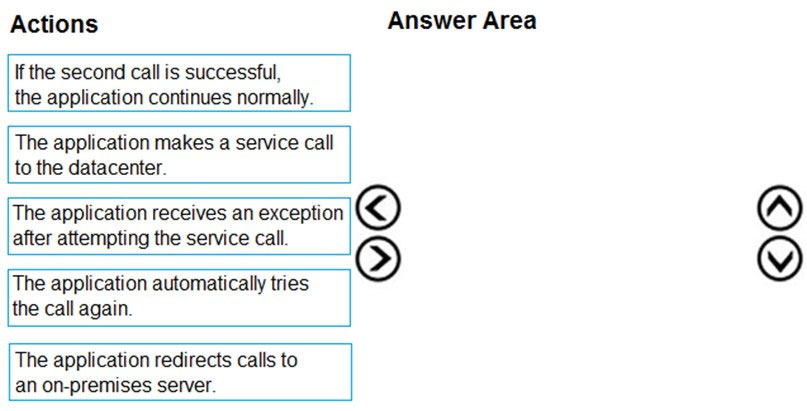 Actions
Answer Area
If the second call is successful,
the application continues normally.
The application makes a service call
to the datacenter.
The application receives an exception
after attempting the service call.
The application automatically tries
the call again.
The application redirects calls to
an on-premises server.